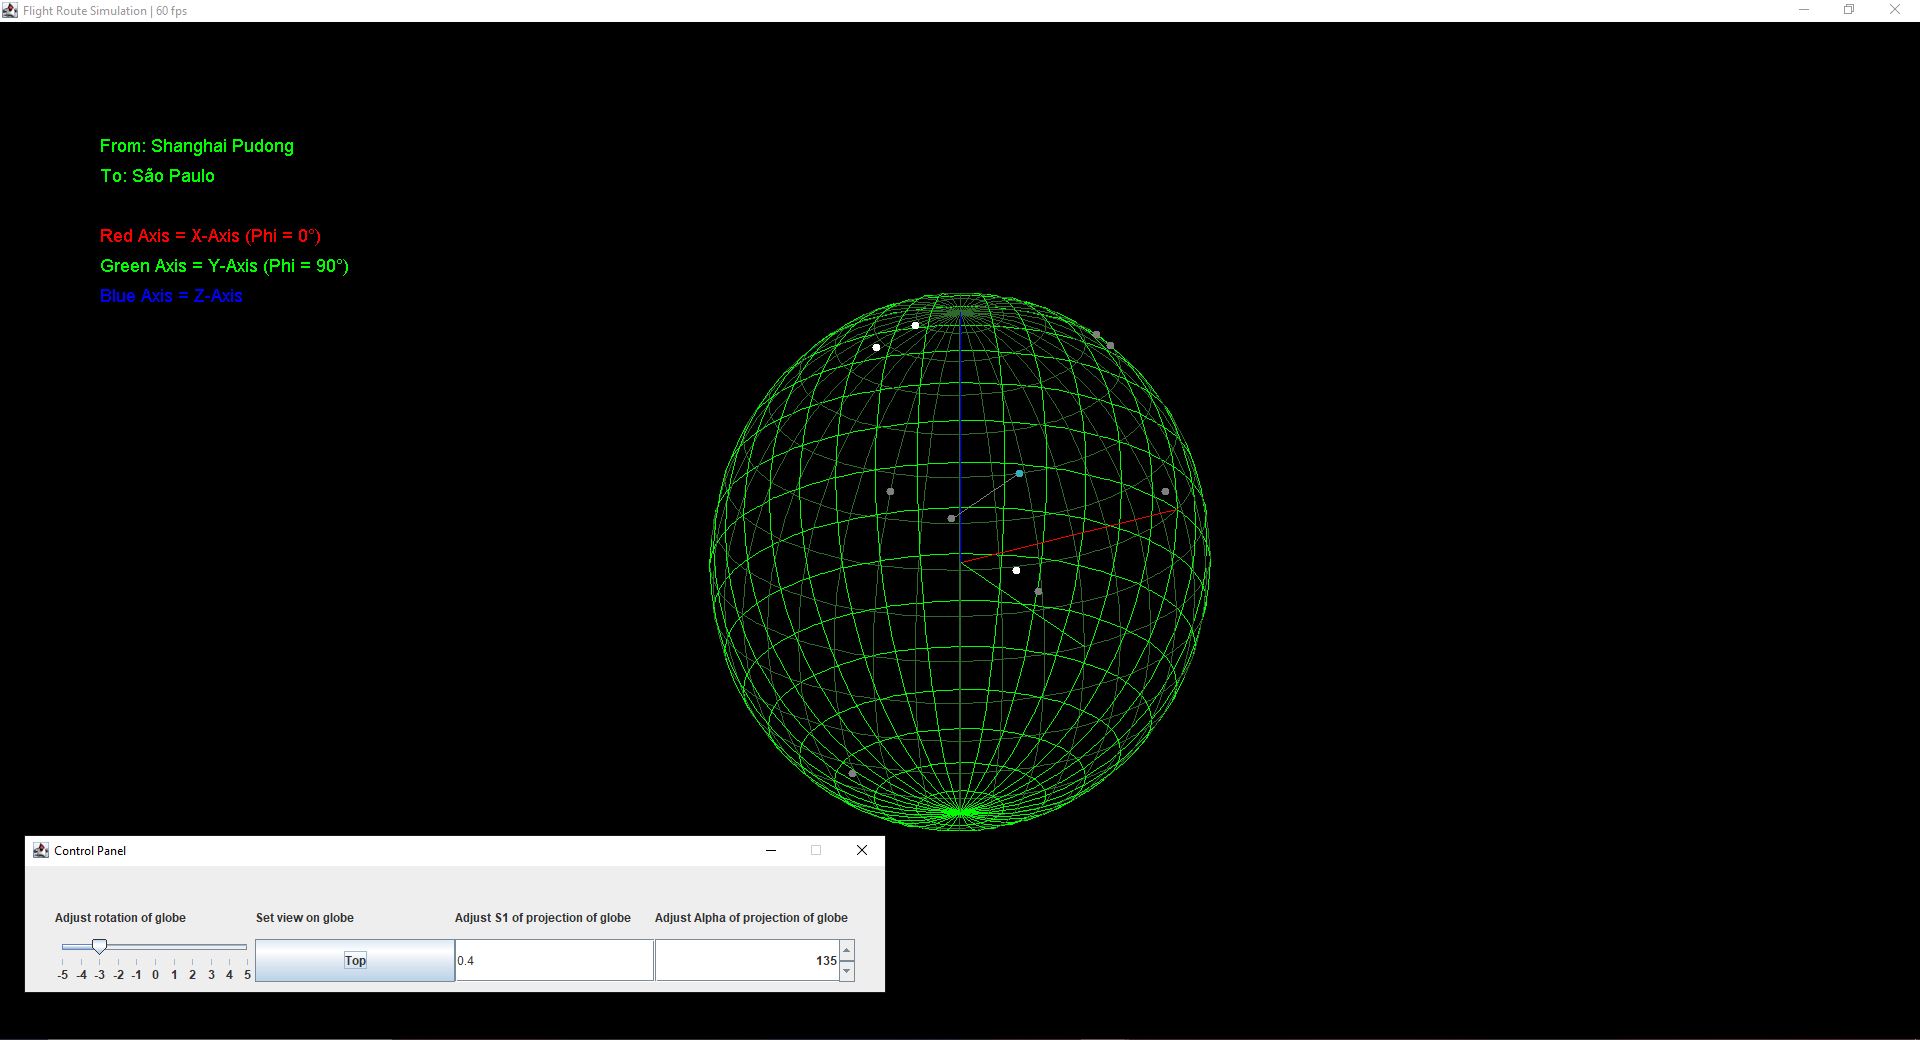 Flight Route Simulation | 60 fps
From: Shanghai Pudong
To: São Paulo
Red Axis = X-Axis (Phi = 0°)
Green Axis = Y-Axis (Phi = 90°)
Blue Axis = Z-Axis
Control Panel
Adjust rotation of globe
Set view on globe
Adjust S1 of projection of globe
Adjust Alpha of projection of globe
-5 -4 -3 -2 -1 0 1 2 3 4 5
Top
0.4
135